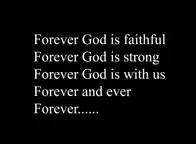 Forever God is faithful
Forever God is strong
Forever God is with us
Forever and ever
Forever......